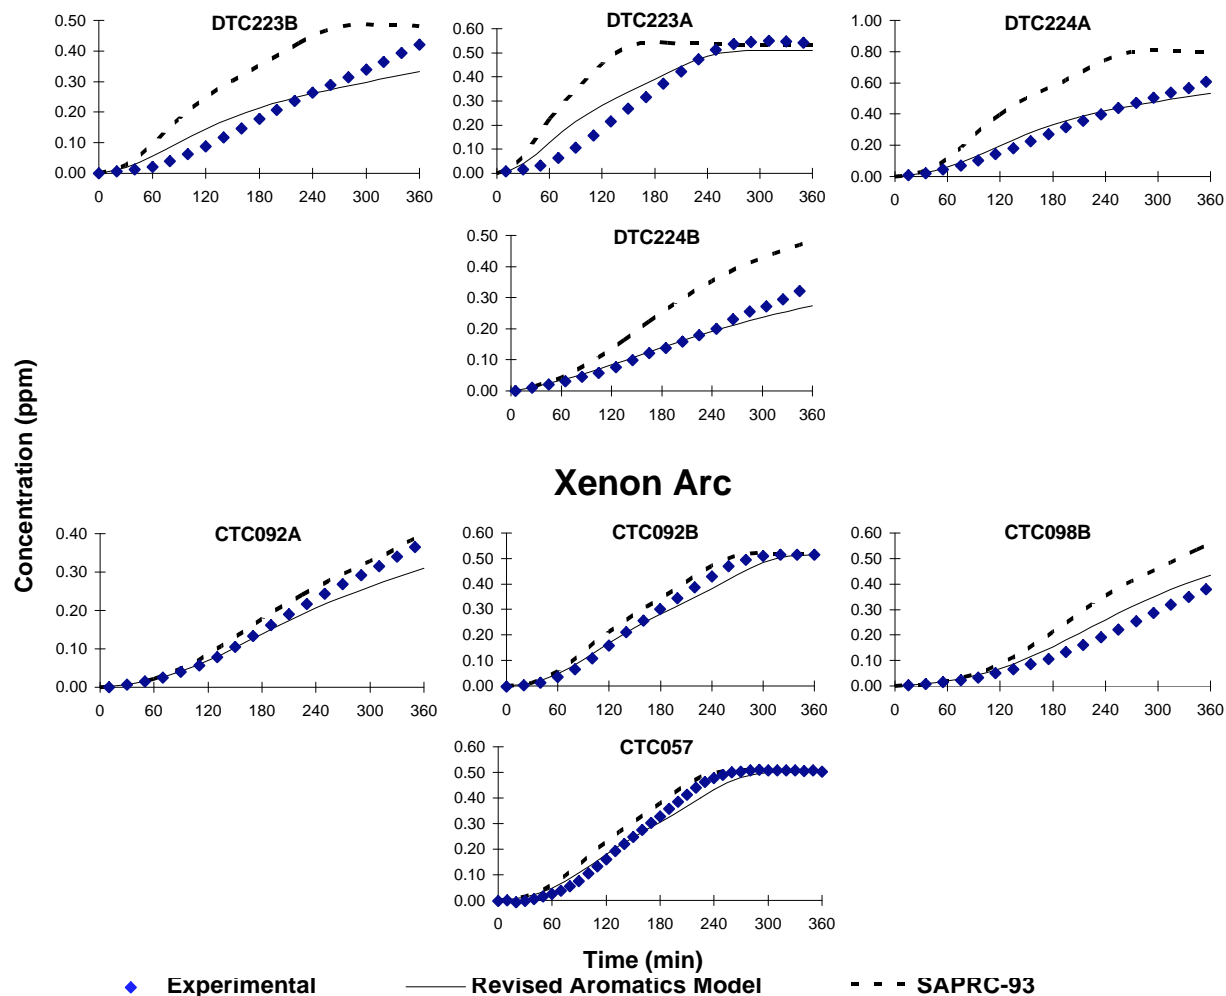 DTC223B DTC223A DTC224A
0.50 0.60 1.00
0.40 0.50 0.80
0.30 0.40 0.60
0.20 0.30 0.40
0.10 0.20 0.20
0.00 0.10 0.00
0.00
0 60 120 180 240 300 360 0 60 120 180 240 300 360 0 60 120 180 240 300 360
DTC224B
0.50
0.40
0.30
0.20
0.10
0.00
0 60 120 180 240 300 360
Concentration (ppm)
Xenon Arc
CTC092A CTC092B CTC098B
0.40 0.60 0.60
0.30 0.50 0.50
0.20 0.40 0.40
0.10 0.30 0.30
0.00 0.20 0.20
0.10 0.10
0.00 0.00
0 60 120 180 240 300 360 0 60 120 180 240 300 360 0 60 120 180 240 300 360
CTC057
0.60
0.50
0.40
0.30
0.20
0.10
0.00
0 60 120 180 240 300 360
Time (min)
Experimental Revised Aromatics Model SAPRC-93